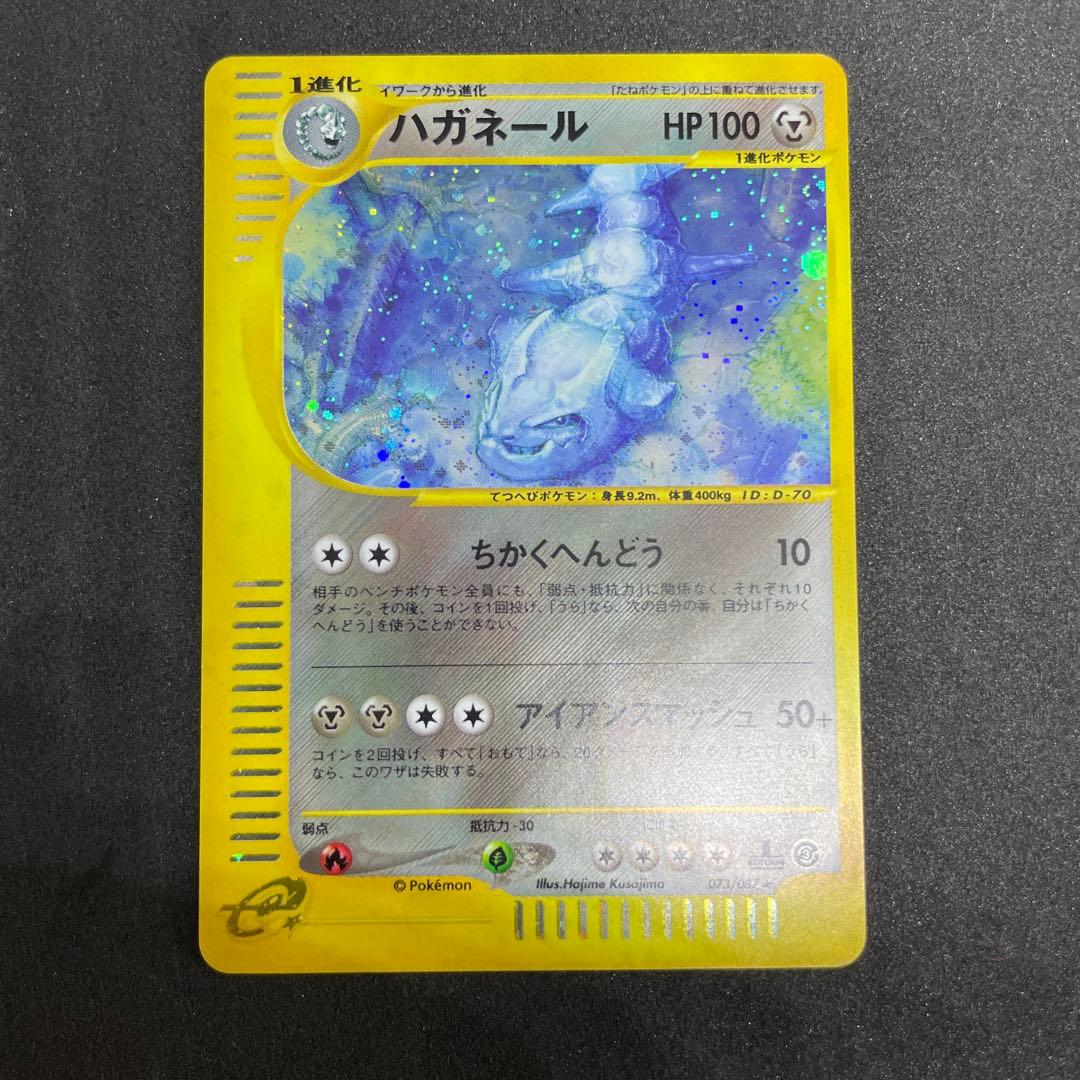 1進化 イワークから進化 「たねポケモン」の上に重ねて進化させます。
ハガネール HP100
1進化ポケモン
てつへびポケモン：身長9.2m、体重400kg ID:D-70
ちかくへんどう 10
相手のベンチポケモン全員にも、「弱点・抵抗力」に関係なく、それぞれ10
ダメージ。その後、コインを1回投げ、「うら」なら、次の自分の番、自分は「ちかく
へんどう」を使うことができない。
アイアンスマッシュ 50+
コインを2回投げ、すべて「おもて」なら、20ダメ 「うら」
なら、このワザは失敗する。
弱点 抵抗力 -30
©Pokémon Illus.Hajime Kusajima 073/087